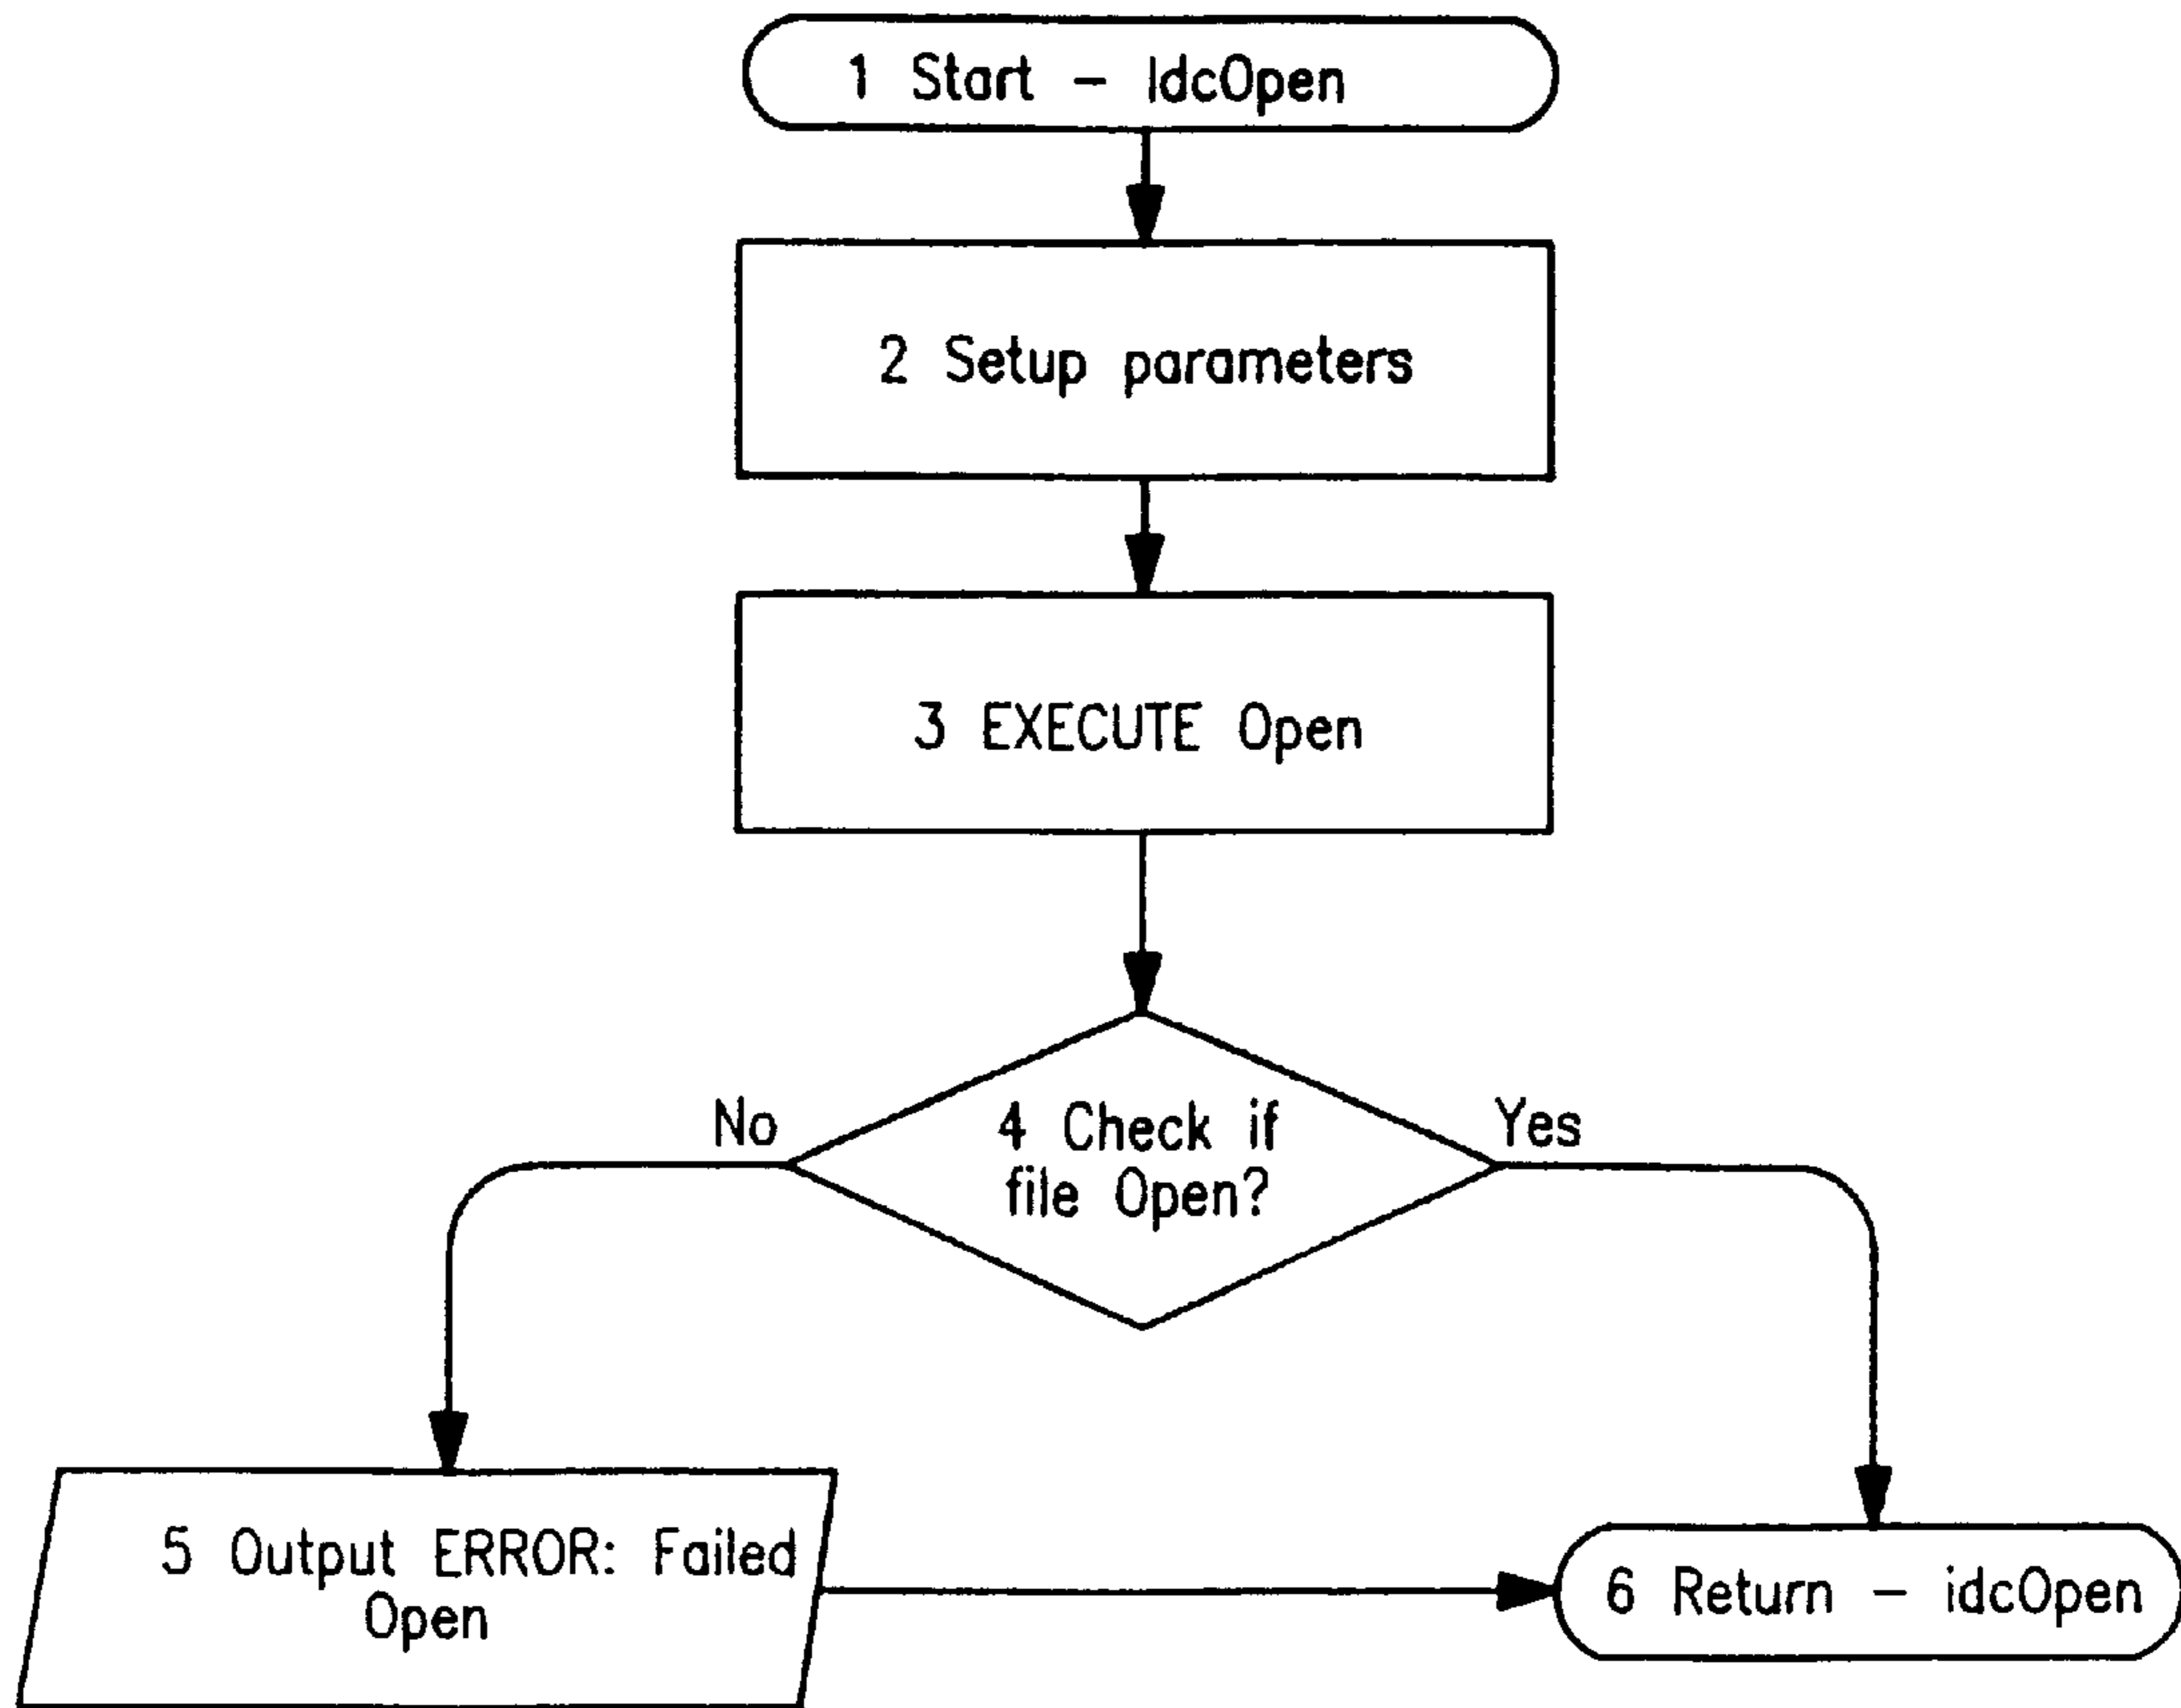 1 Start - IdcOpen
2 Setup parameters
3 EXECUTE Open
No
4 Check if
file Open?
Yes
5 Output ERROR: Failed
Open
6 Return - idcOpen